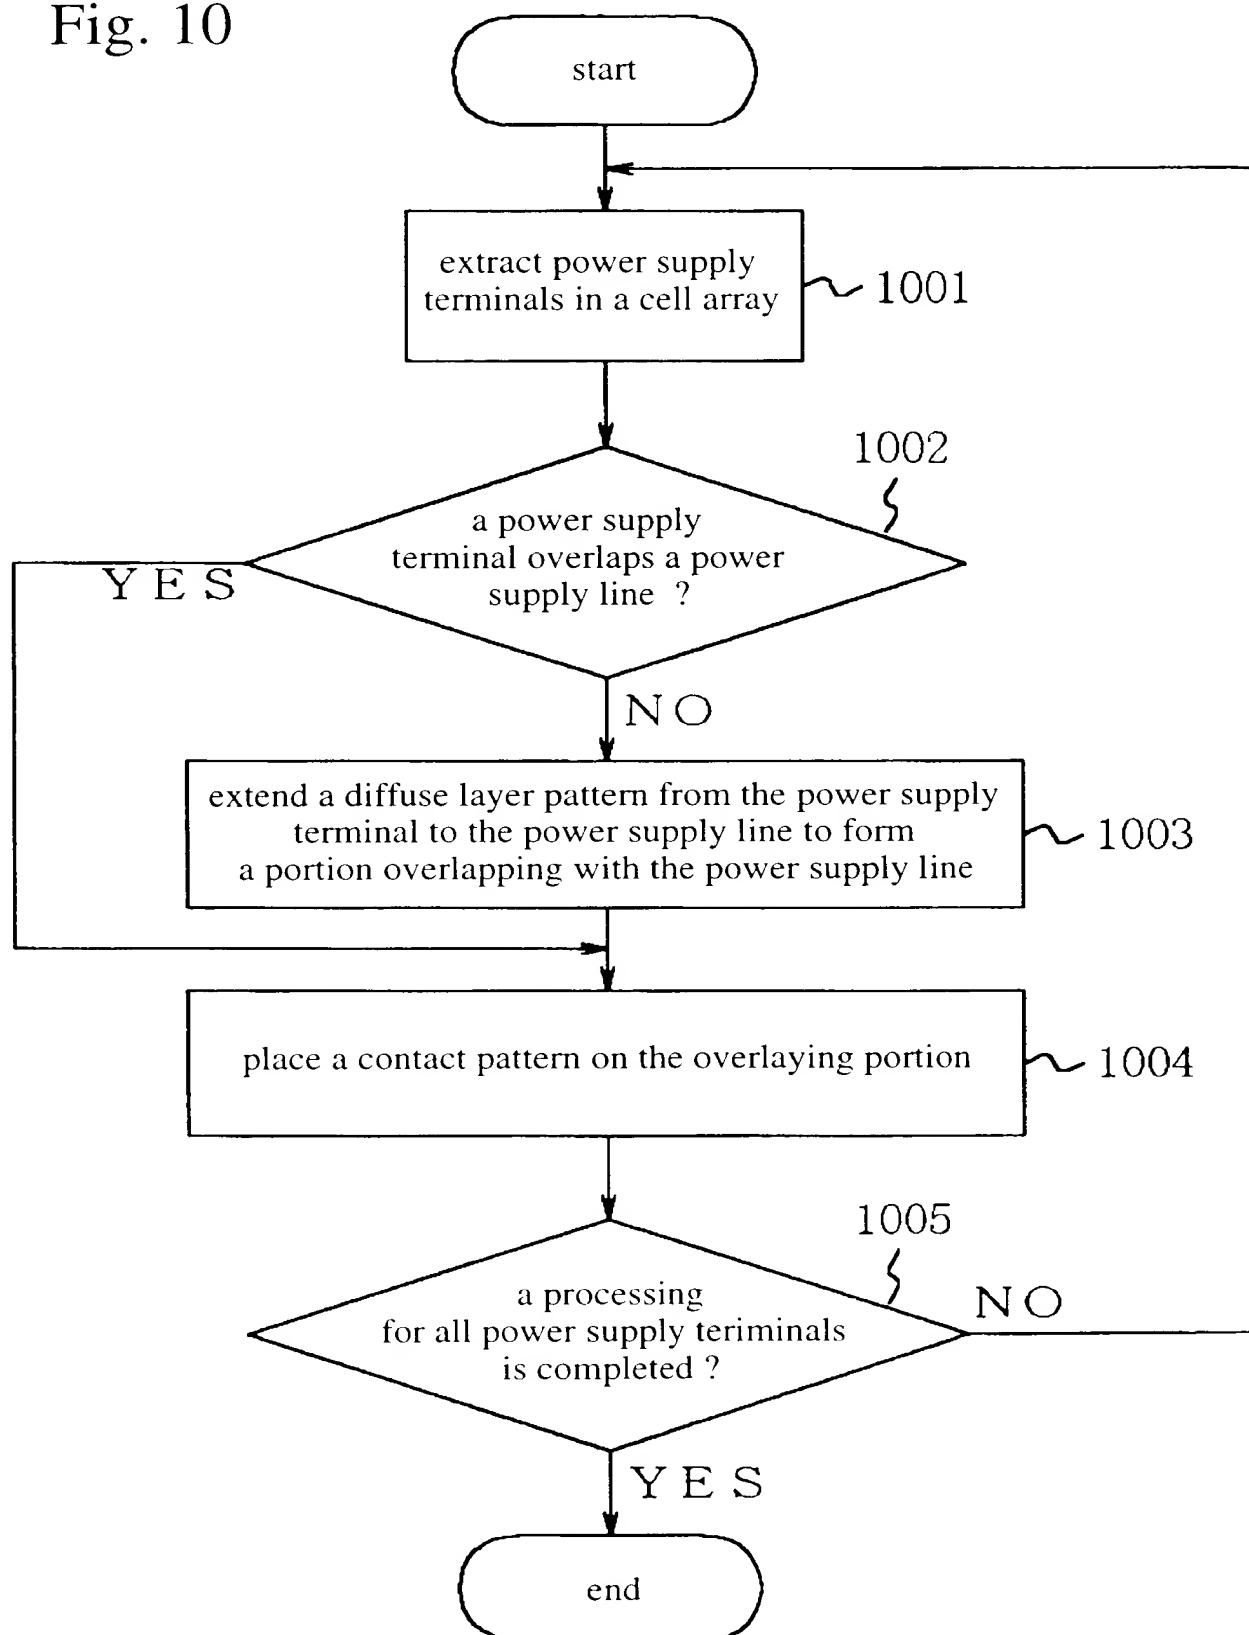 Fig. 10
start
extract power supply
terminals in a cell array
1001
1002
a power supply
terminal overlaps a power
supply line ?
YES
NO
extend a diffuse layer pattern from the power supply
terminal to the power supply line to form
a portion overlapping with the power supply line
1003
place a contact pattern on the overlaying portion
1004
1005
a processing
for all power supply teriminals
is completed ?
NO
YES
end